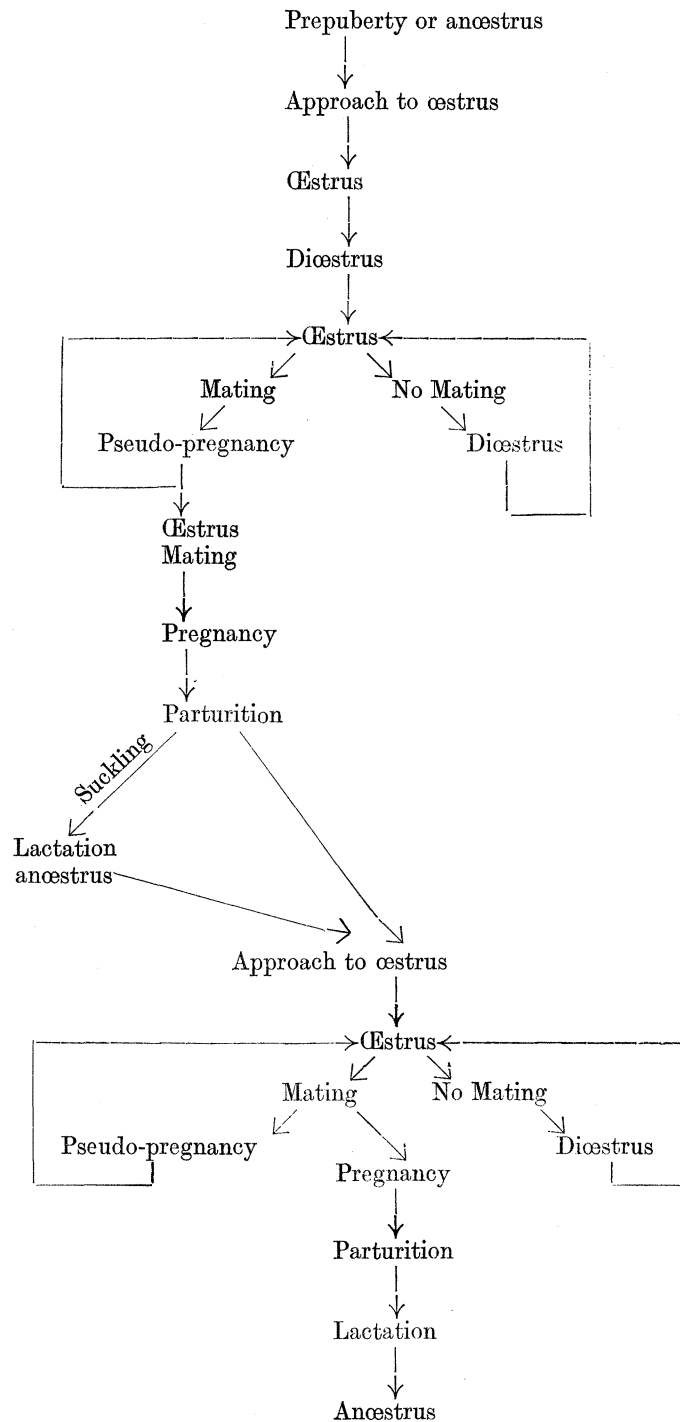 Prepuberty or anœstrus
Approach to œstrus
Œstrus
Diœstrus
Œstrus
Mating
No Mating
Pseudo-pregnancy
Diœstrus
Œstrus
Mating
Pregnancy
Parturition
Suckling
Lactation
anœstrus
Approach to œstrus
Œstrus
Mating
No Mating
Pseudo-pregnancy
Diœstrus
Pregnancy
Parturition
Lactation
Anœstrus